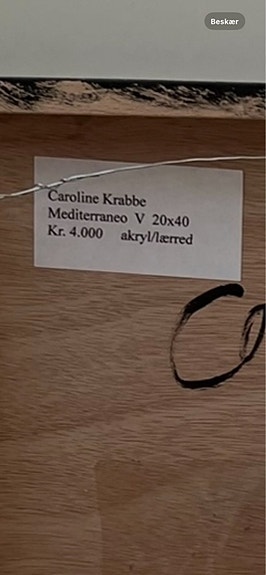 Beskær
Caroline Krabbe
Mediterraneo V 20x40
Kr. 4.000 akryl/lærred